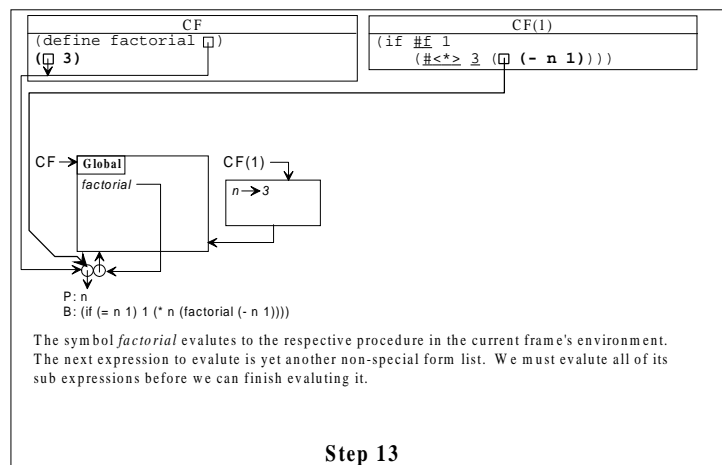 CF
(define factorial )
( 3)
CF(1)
(if #f 1
(#<*> 3 ( (- n 1))))
CF
Global
factorial
CF(1)
n 3
P: n
B: (if (= n 1) 1 (* n (factorial (- n 1))))
The symbol factorial evalutes to the respective procedure in the current frame's environment.
The next expression to evalute is yet another non-special form list. We must evalute all of its
sub expressions before we can finish evaluting it.
Step 13